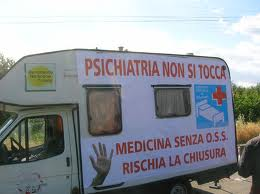 PSICHIATRIA NON SI TOCCA
MEDICINA SENZA O.S.S.
RISCHIA LA CHIUSURA